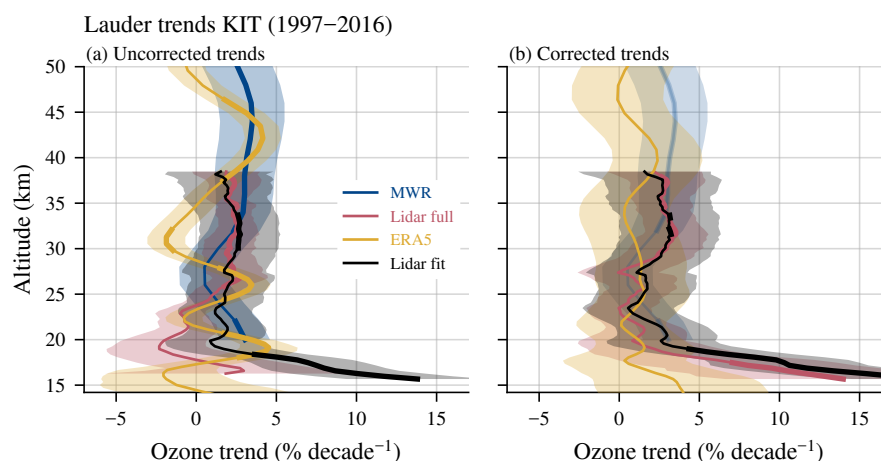 Lauder trends KIT (1997−2016)
(a) Uncorrected trends
(b) Corrected trends
Altitude (km)
50
45
40
35
30
25
20
15
MWR
Lidar full
ERA5
Lidar fit
−5 0 5 10 15
−5 0 5 10 15
Ozone trend (% decade⁻¹)
Ozone trend (% decade⁻¹)